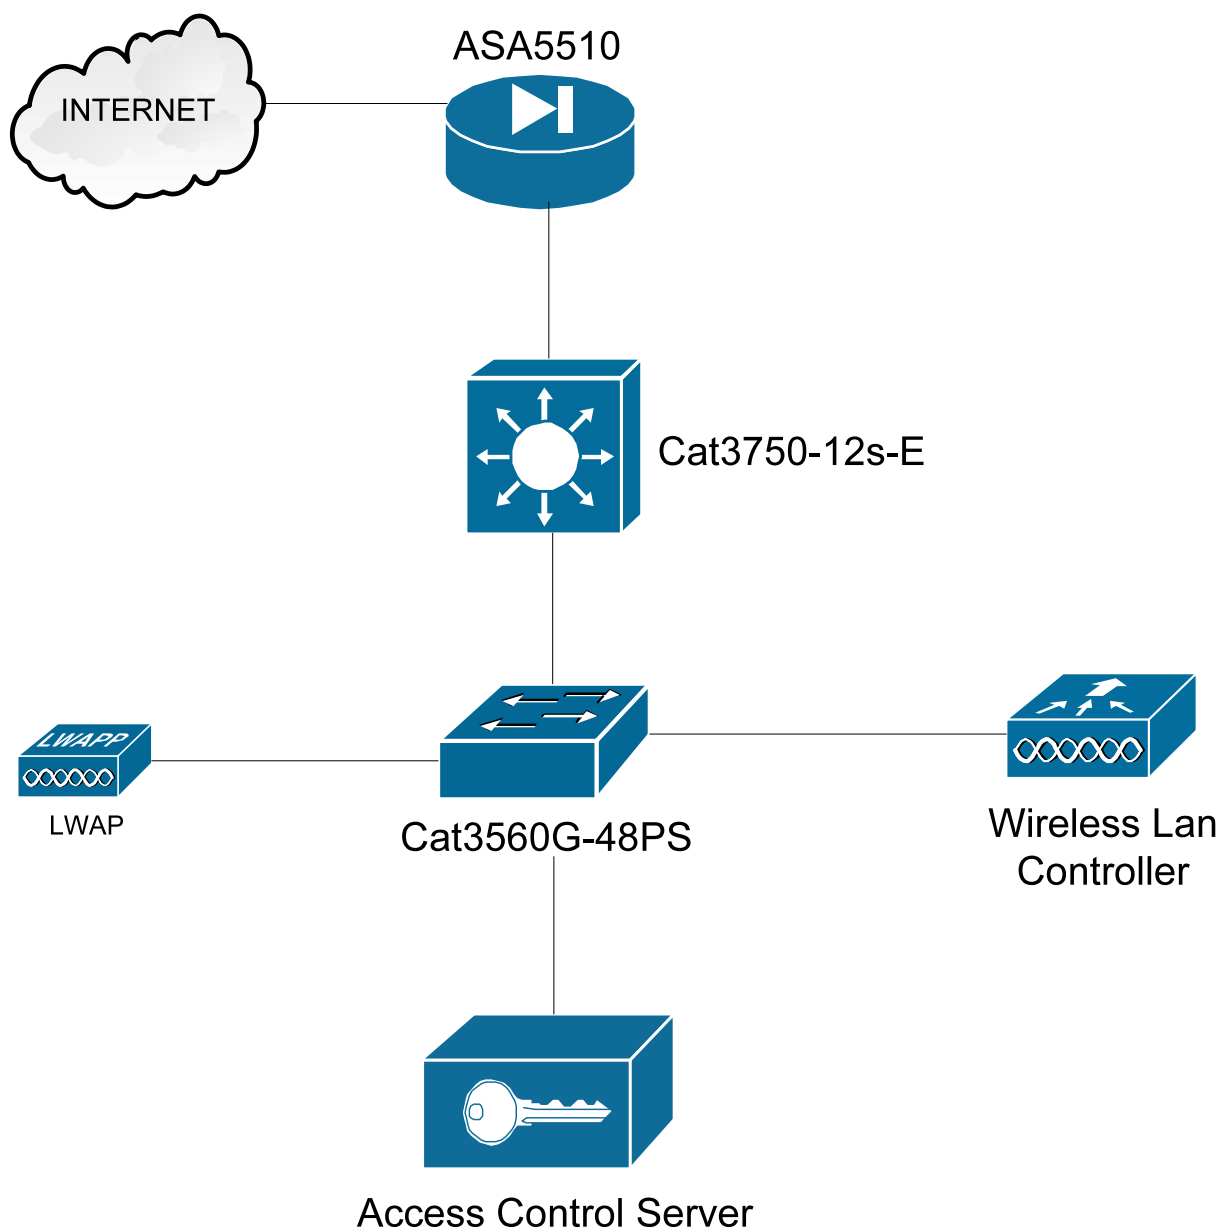 ASA5510
INTERNET
Cat3750-12s-E
LWAPP
LWAP
Cat3560G-48PS
Wireless Lan
Controller
Access Control Server